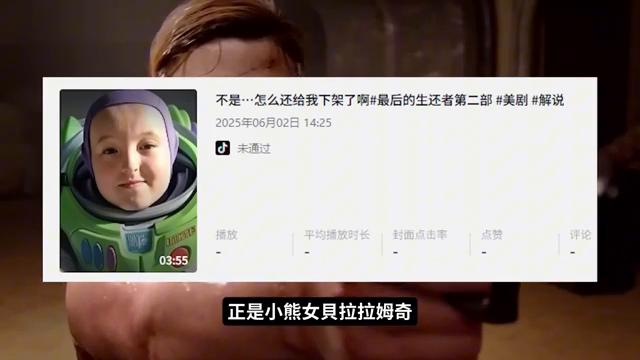 不是…怎么还给我下架了啊#最后的生还者第二部 #美剧 #解说
2025年06月02日 14:25
未通过
播放 平均播放时长 封面点击率 点赞 评论
- - - - -
03:55
正是小熊女貝拉拉姆奇